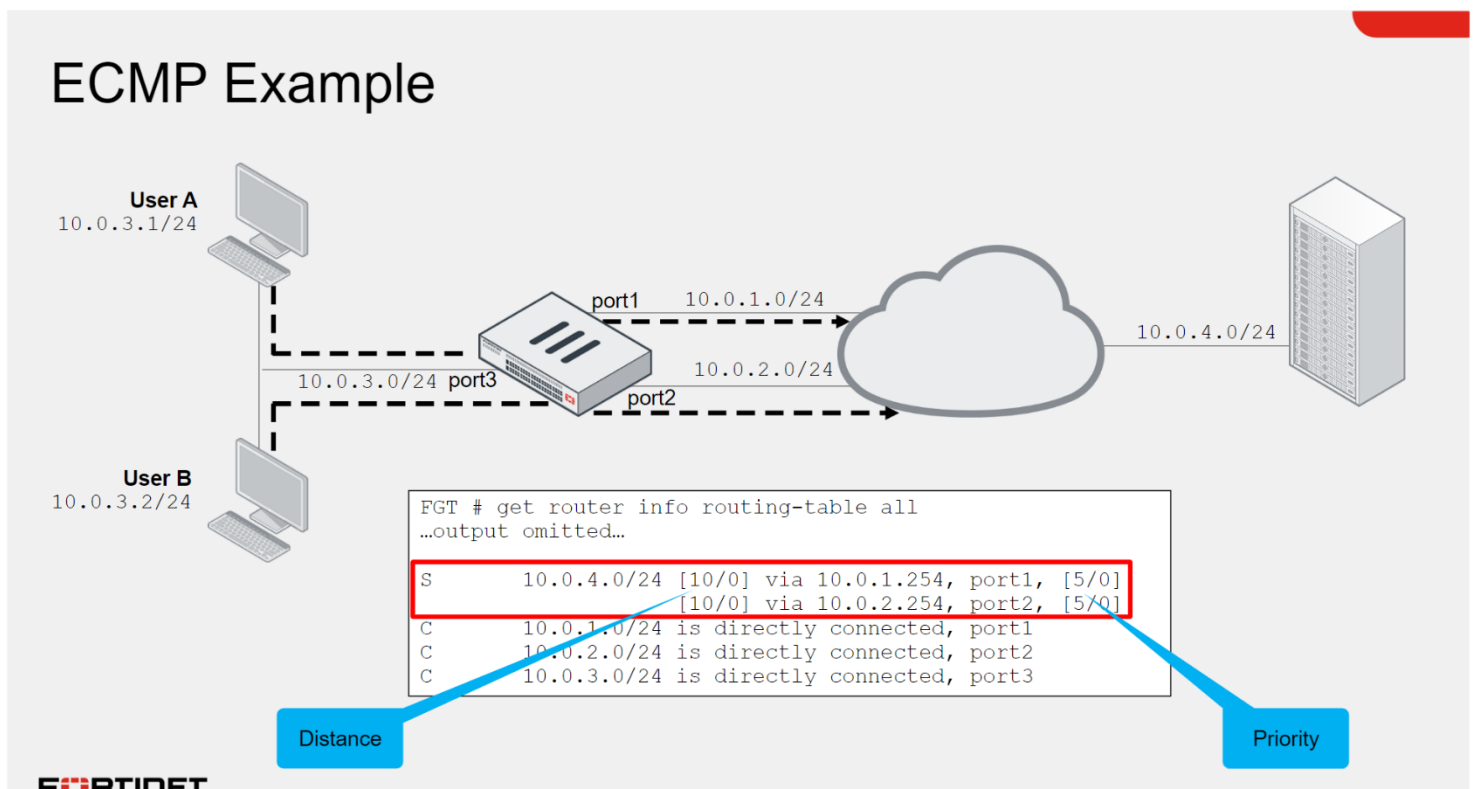 ECMP Example
User A
10.0.3.1/24
port1 10.0.1.0/24
10.0.4.0/24
10.0.3.0/24 port3
10.0.2.0/24
port2
User B
10.0.3.2/24
FGT # get router info routing-table all
…output omitted…
S 10.0.4.0/24 [10/0] via 10.0.1.254, port1, [5/0]
[10/0] via 10.0.2.254, port2, [5/0]
C 10.0.1.0/24 is directly connected, port1
C 10.0.2.0/24 is directly connected, port2
C 10.0.3.0/24 is directly connected, port3
Distance
Priority
FORTINET